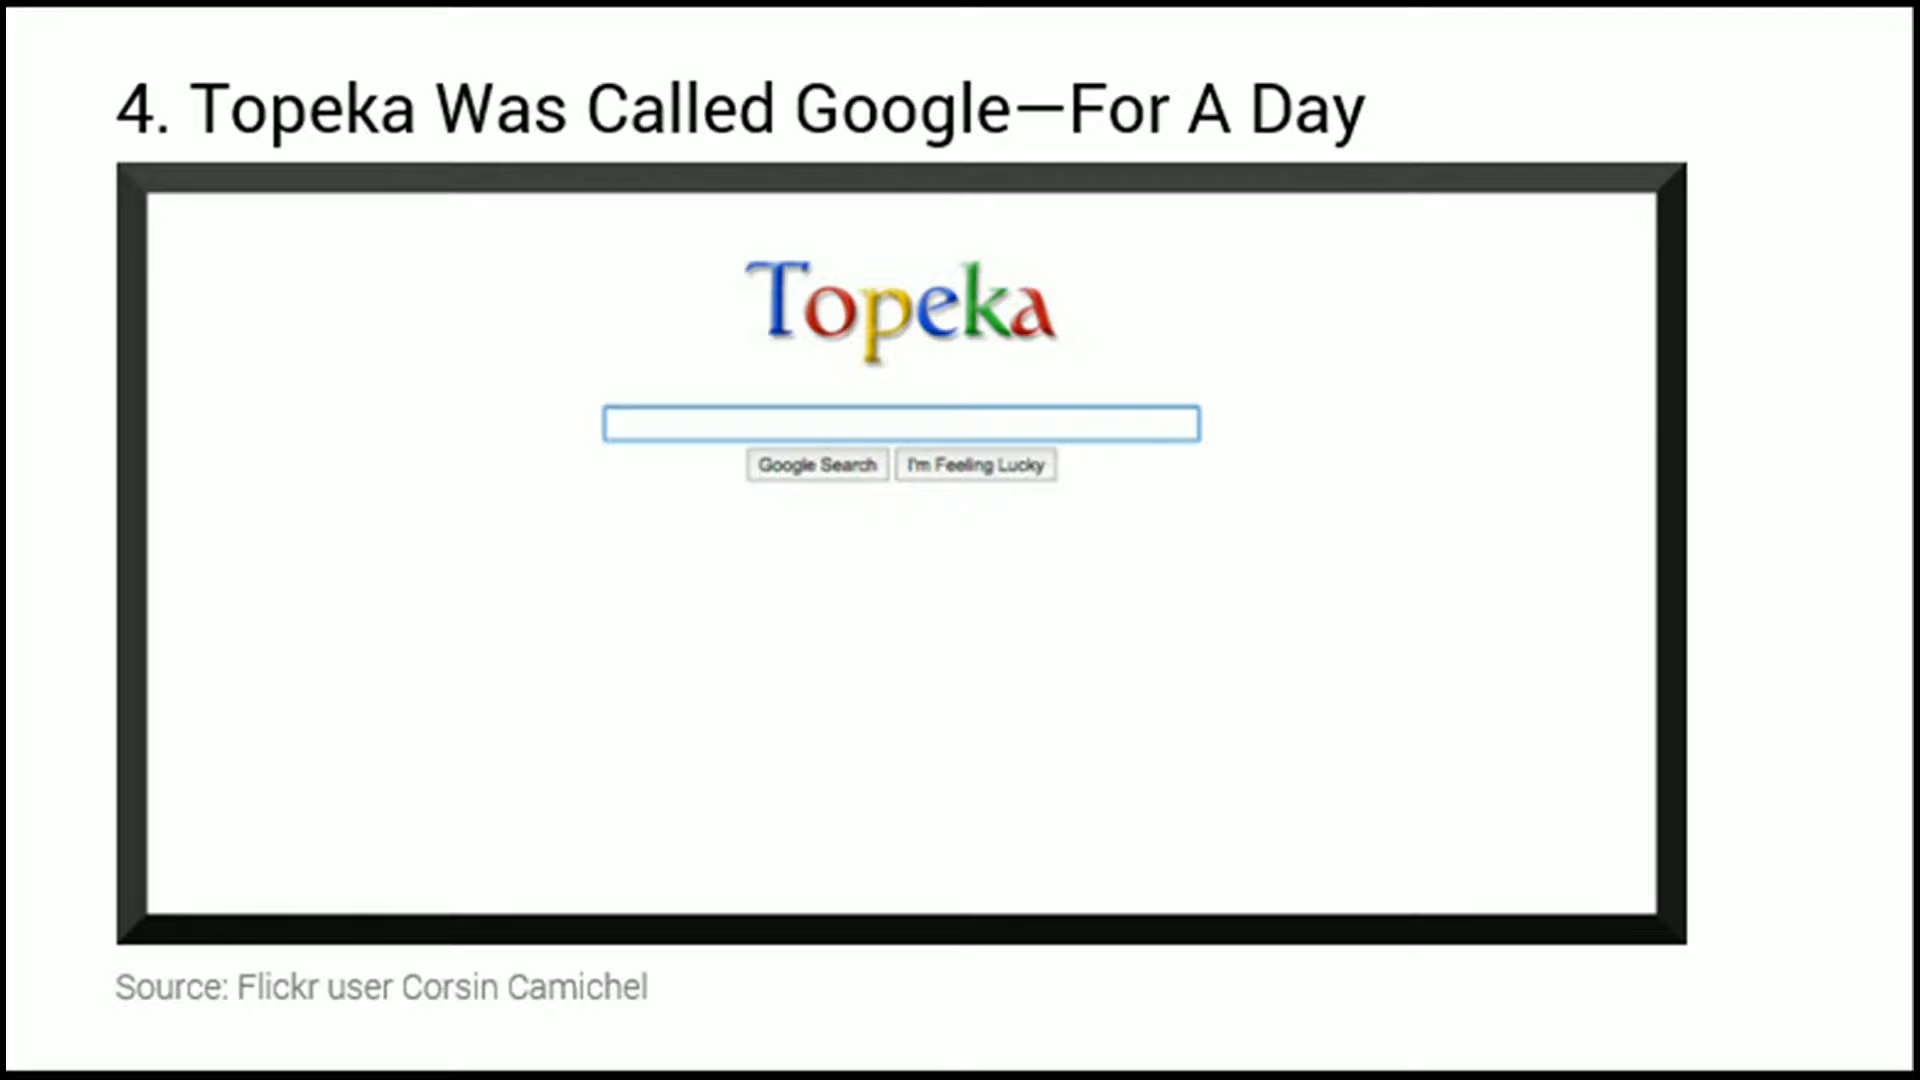 4. Topeka Was Called Google—For A Day
Topeka
Google Search I'm Feeling Lucky
Source: Flickr user Corsin Camichel